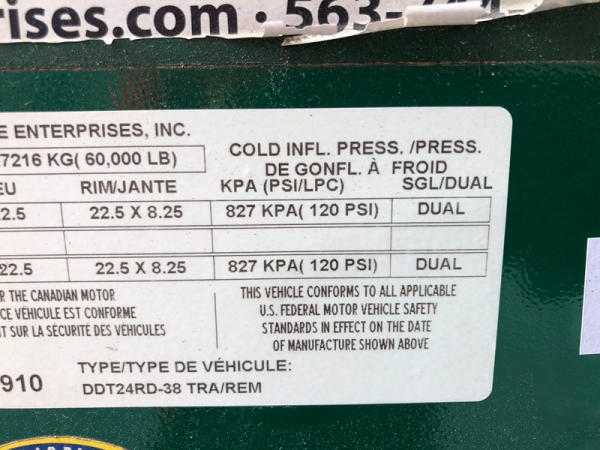 rises.com • 563-
E ENTERPRISES, INC.
7216 KG( 60,000 LB)
COLD INFL. PRESS. /PRESS.
DE GONFL. À FROID
EU RIM/JANTE KPA (PSI/LPC) SGL/DUAL
2.5 22.5 X 8.25 827 KPA( 120 PSI) DUAL
22.5 22.5 X 8.25 827 KPA( 120 PSI) DUAL
R THE CANADIAN MOTOR
CE VÉHICULE EST CONFORME
T SUR LA SÉCURITÉ DES VÉHICULES
THIS VEHICLE CONFORMS TO ALL APPLICABLE
U.S. FEDERAL MOTOR VEHICLE SAFETY
STANDARDS IN EFFECT ON THE DATE
OF MANUFACTURE SHOWN ABOVE
910
TYPE/TYPE DE VÉHICULE:
DDT24RD-38 TRA/REM